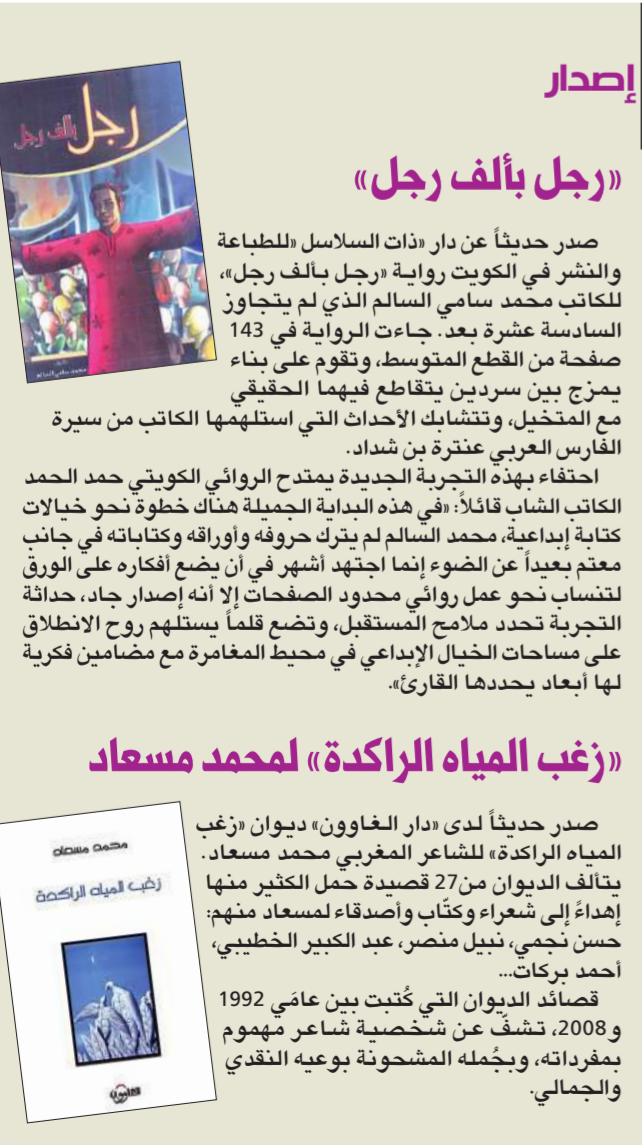 إصدار
«رجل بألف رجل»
رجل بألف رجل
محمد سامي السالم
صدر حديثاً عن دار «ذات السلاسل «للطباعة
والنشر في الكويت رواية «رجل بألف رجل»،
للكاتب محمد سامي السالم الذي لم يتجاوز
السادسة عشرة بعد. جاءت الرواية في 143
صفحة من القطع المتوسط، وتقوم على بناء
يمزج بين سردين يتقاطع فيهما الحقيقي
مع المتخيل، وتتشابك الأحداث التي استلهمها الكاتب من سيرة
الفارس العربي عنترة بن شداد.
احتفاء بهذه التجربة الجديدة يمتدح الروائي الكويتي حمد الحمد
الكاتب الشاب قائلاً: «في هذه البداية الجميلة هناك خطوة نحو خيالات
كتابة إبداعية، محمد السالم لم يترك حروفه وأوراقه وكتاباته في جانب
معتم بعيداً عن الضوء إنما اجتهد أشهر في أن يضع أفكاره على الورق
لتنساب نحو عمل روائي محدود الصفحات إلا أنه إصدار جاد، حداثة
التجربة تحدد ملامح المستقبل، وتضع قلماً يستلهم روح الانطلاق
على مساحات الخيال الإبداعي في محيط المغامرة مع مضامين فكرية
لها أبعاد يحددها القارئ».
«زغب المياه الراكدة» لمحمد مسعاد
محمد مسعاد
زغب المياه الراكدة
الغاوون
صدر حديثاً لدى «دار الغاوون» ديوان «زغب
المياه الراكدة» للشاعر المغربي محمد مسعاد.
يتألف الديوان من27 قصيدة حمل الكثير منها
إهداءً إلى شعراء وكتّاب وأصدقاء لمسعاد منهم:
حسن نجمي، نبيل منصر، عبد الكبير الخطيبي،
أحمد بركات...
قصائد الديوان التي كُتبت بين عامَي 1992
و2008، تشفّ عن شخصية شاعر مهموم
بمفرداته، وبجُمله المشحونة بوعيه النقدي
والجمالي.